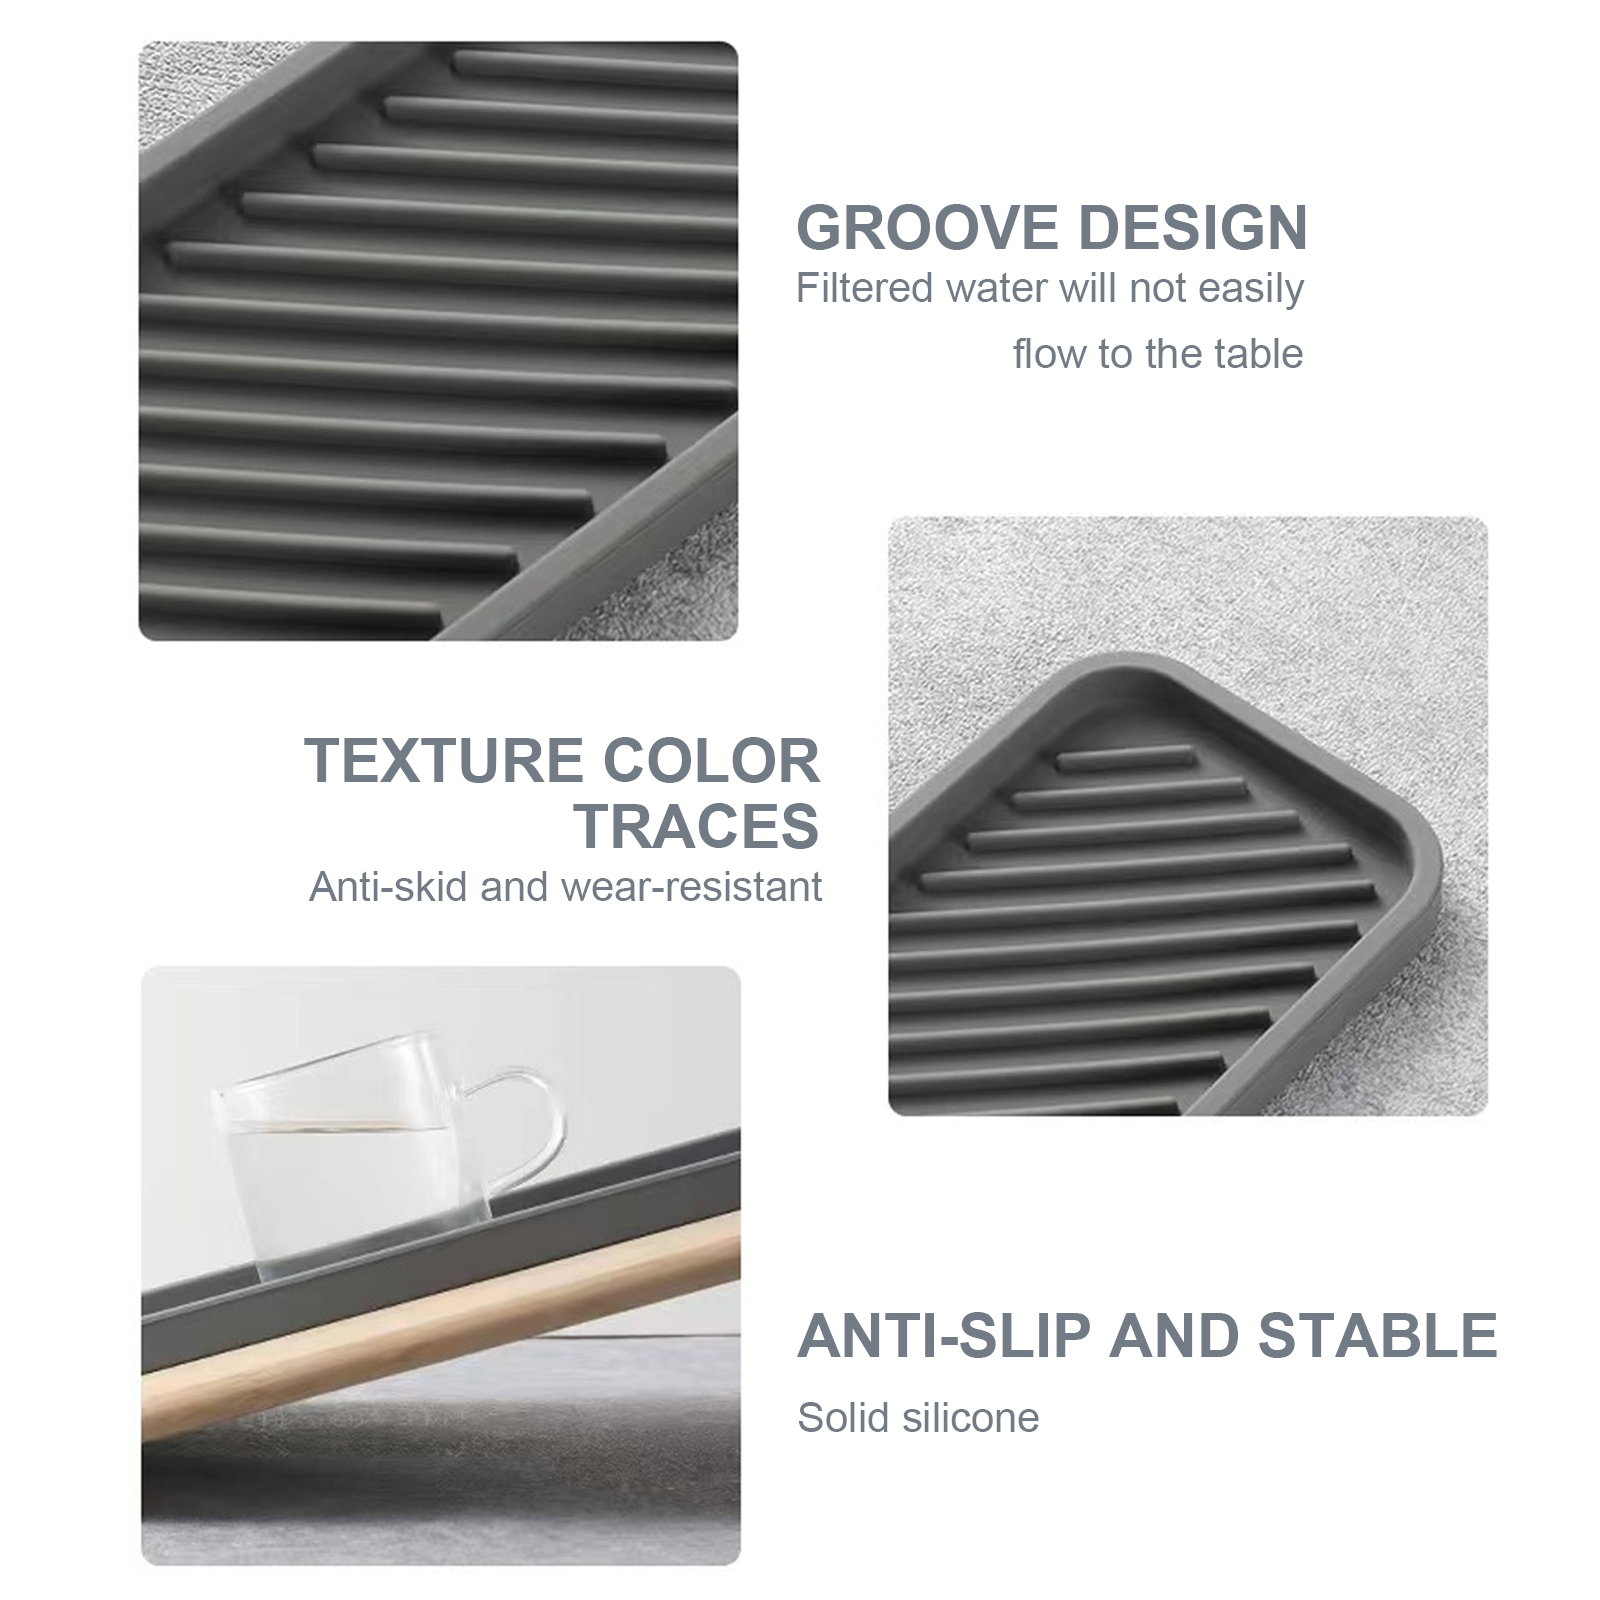 GROOVE DESIGN
Filtered water will not easily
flow to the table
TEXTURE COLOR
TRACES
Anti-skid and wear-resistant
ANTI-SLIP AND STABLE
Solid silicone